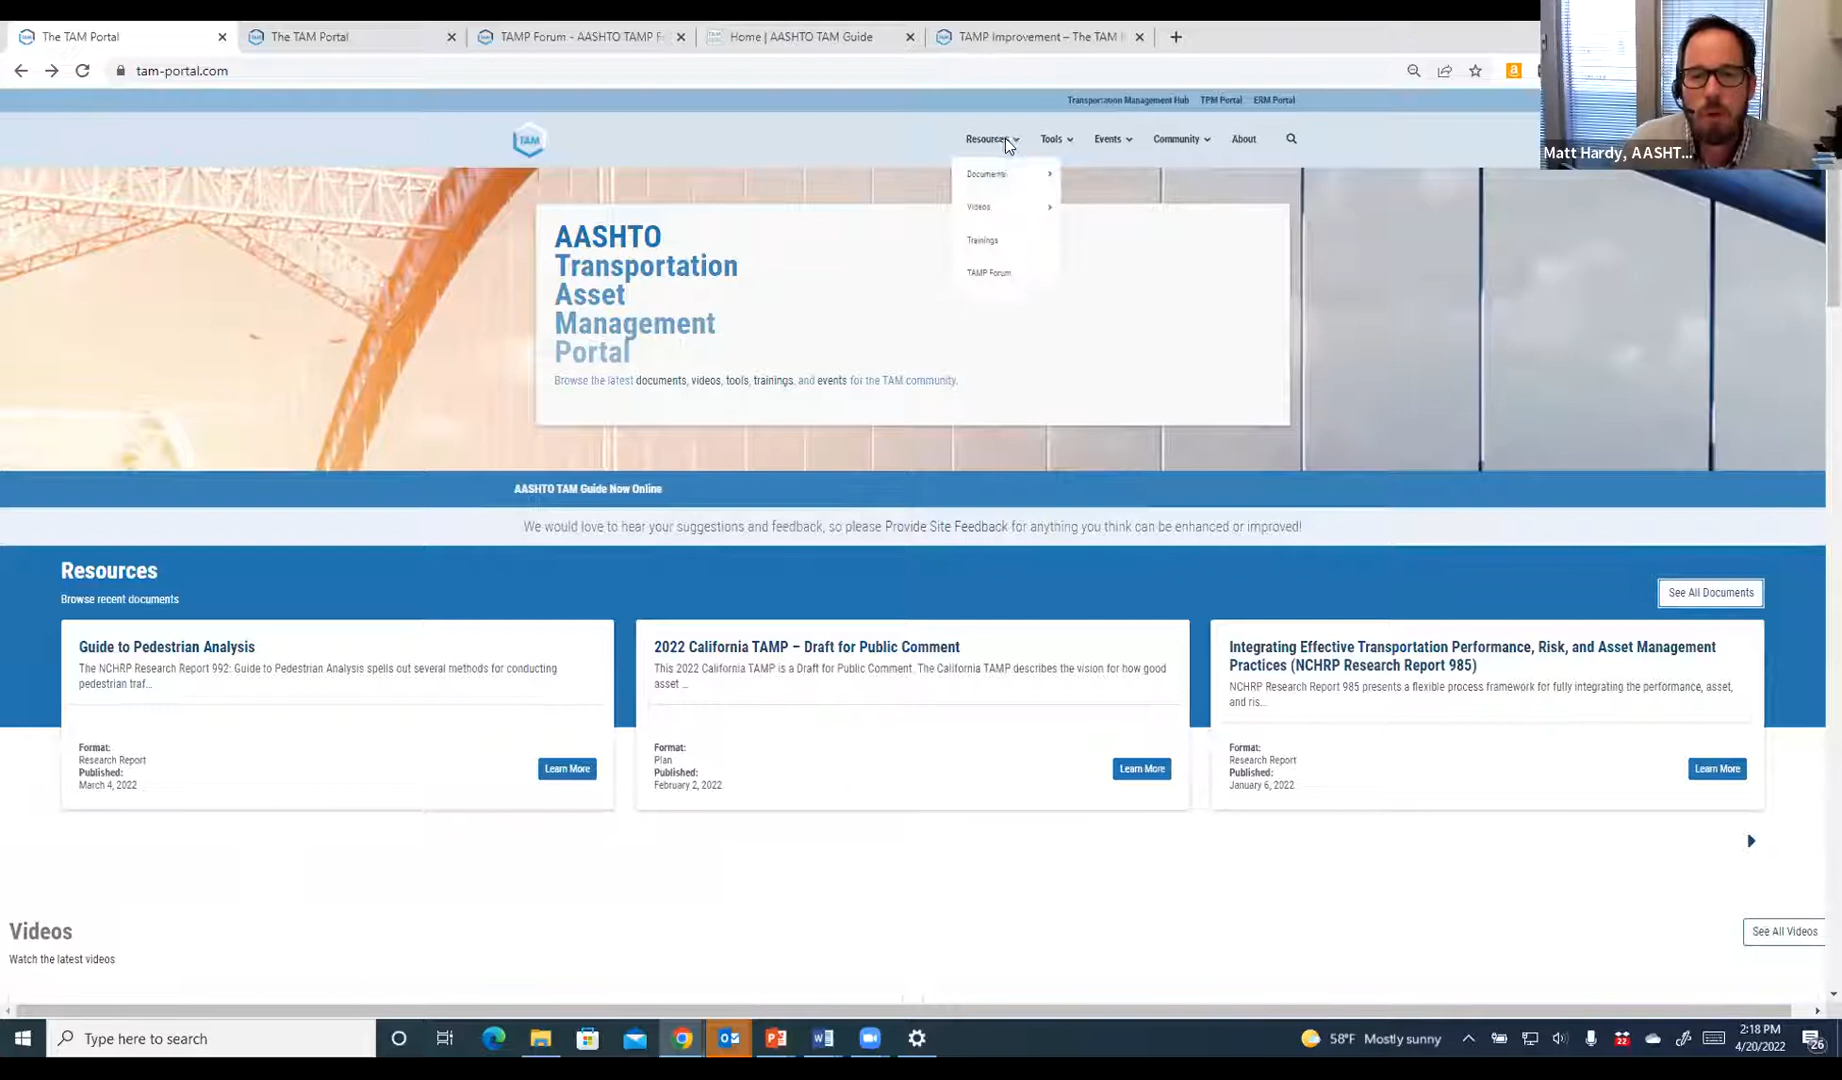 The TAM Portal
The TAM Portal
TAMP Forum - AASHTO TAMP F
Home | AASHTO TAM Guide
TAMP Improvement – The TAM
tam-portal.com
Matt Hardy, AASHT...
Transportation Management Hub TPM Portal ERM Portal
TAM
Resources Tools Events Community About
Documents
Videos
Trainings
TAMP Forum
AASHTO
Transportation
Asset
Management
Portal
Browse the latest documents, videos, tools, trainings, and events for the TAM community.
AASHTO TAM Guide Now Online
We would love to hear your suggestions and feedback, so please Provide Site Feedback for anything you think can be enhanced or improved!
Resources
Browse recent documents
See All Documents
Guide to Pedestrian Analysis
The NCHRP Research Report 992: Guide to Pedestrian Analysis spells out several methods for conducting
pedestrian traf...
Format:
Research Report
Published:
March 4, 2022
Learn More
2022 California TAMP – Draft for Public Comment
This 2022 California TAMP is a Draft for Public Comment. The California TAMP describes the vision for how good
asset ...
Format:
Plan
Published:
February 2, 2022
Learn More
Integrating Effective Transportation Performance, Risk, and Asset Management
Practices (NCHRP Research Report 985)
NCHRP Research Report 985 presents a flexible process framework for fully integrating the performance, asset,
and ris...
Format:
Research Report
Published:
January 6, 2022
Learn More
Videos
Watch the latest videos
See All Videos
Type here to search
58°F Mostly sunny
22
2:18 PM
4/20/2022
26